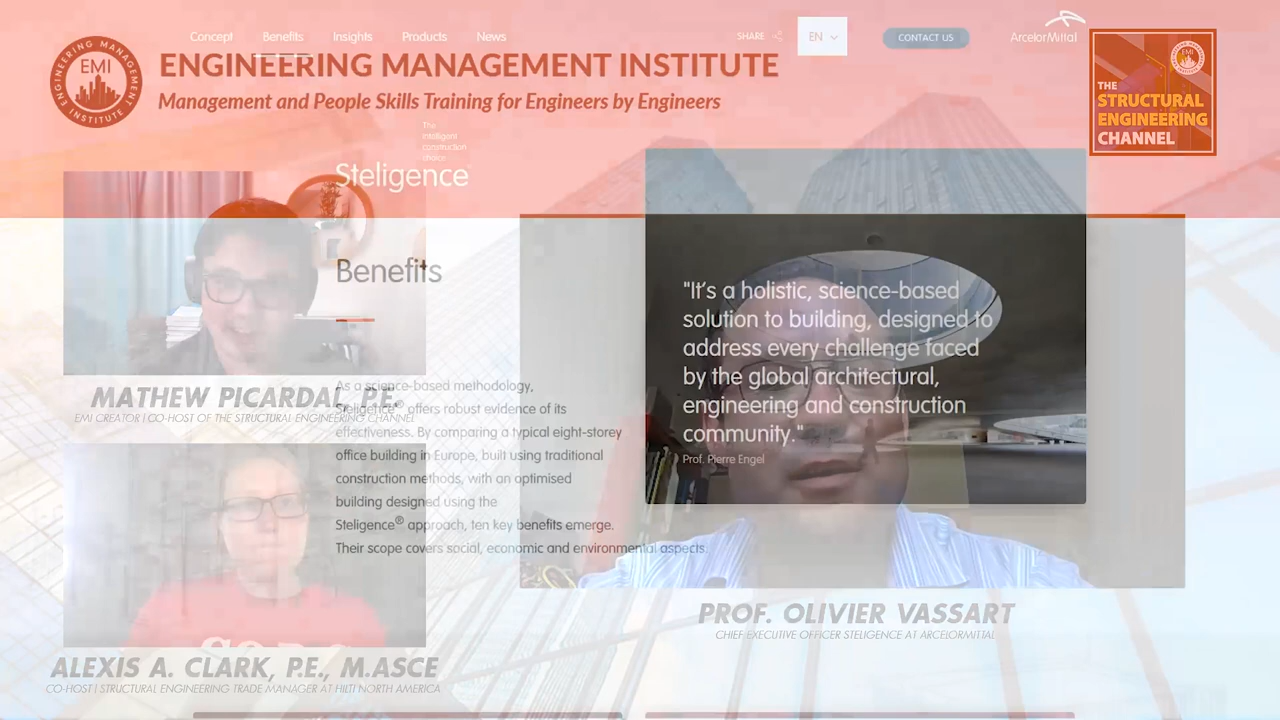 Concept Benefits Insights Products News SHARE EN CONTACT US ArcelorMittal
ENGINEERING MANAGEMENT INSTITUTE
EMI
ENGINEERING MANAGEMENT INSTITUTE
Management and People Skills Training for Engineers by Engineers
THE
STRUCTURAL
ENGINEERING
CHANNEL
The
intelligent
construction
choice
Steligence
Benefits
"It's a holistic, science-based
solution to building, designed to
address every challenge faced
by the global architectural,
engineering and construction
community."
Prof. Pierre Engel
MATHEW PICARDAL, P.E.
EMI CREATOR | CO-HOST OF THE STRUCTURAL ENGINEERING CHANNEL
As a science-based methodology,
Steligence® offers robust evidence of its
effectiveness. By comparing a typical eight-storey
office building in Europe, built using traditional
construction methods, with an optimised
building designed using the
Steligence® approach, ten key benefits emerge.
Their scope covers social, economic and environmental aspects.
PROF. OLIVIER VASSART
CHIEF EXECUTIVE OFFICER STELIGENCE AT ARCELORMITTAL
ALEXIS A. CLARK, P.E., M.ASCE
CO-HOST | STRUCTURAL ENGINEERING TRADE MANAGER AT HILTI NORTH AMERICA